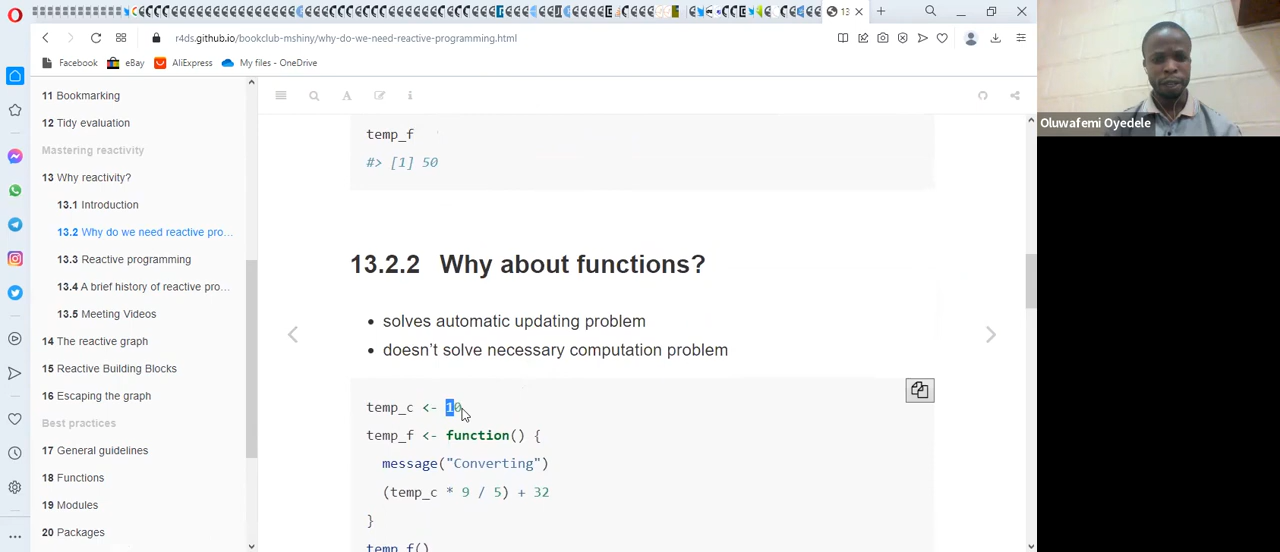 13
r4ds.github.io/bookclub-mshiny/why-do-we-need-reactive-programming.html
Facebook
eBay
AliExpress
My files - OneDrive
11 Bookmarking
12 Tidy evaluation
Mastering reactivity
13 Why reactivity?
13.1 Introduction
13.2 Why do we need reactive pro...
13.3 Reactive programming
13.4 A brief history of reactive pro...
13.5 Meeting Videos
14 The reactive graph
15 Reactive Building Blocks
16 Escaping the graph
Best practices
17 General guidelines
18 Functions
19 Modules
20 Packages
temp_f
#> [1] 50
13.2.2 Why about functions?
• solves automatic updating problem
• doesn't solve necessary computation problem
temp_c <- 10
temp_f <- function() {
message("Converting")
(temp_c * 9 / 5) + 32
}
temp_f()
Oluwafemi Oyedele